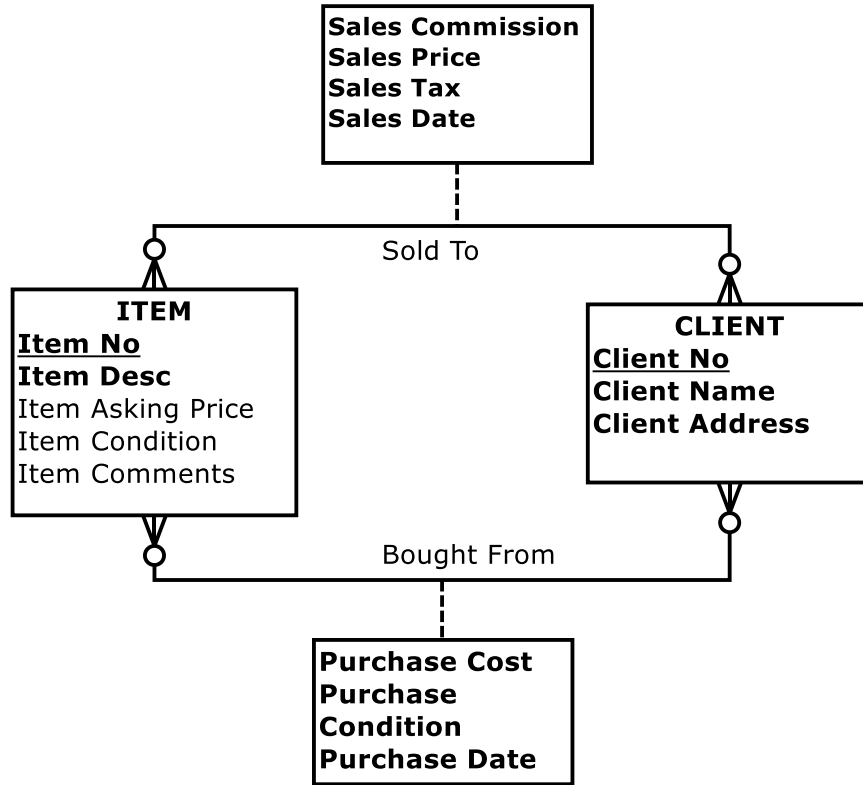 Sales Commission
Sales Price
Sales Tax
Sales Date
Sold To
ITEM
Item No
Item Desc
Item Asking Price
Item Condition
Item Comments
CLIENT
Client No
Client Name
Client Address
Bought From
Purchase Cost
Purchase
Condition
Purchase Date